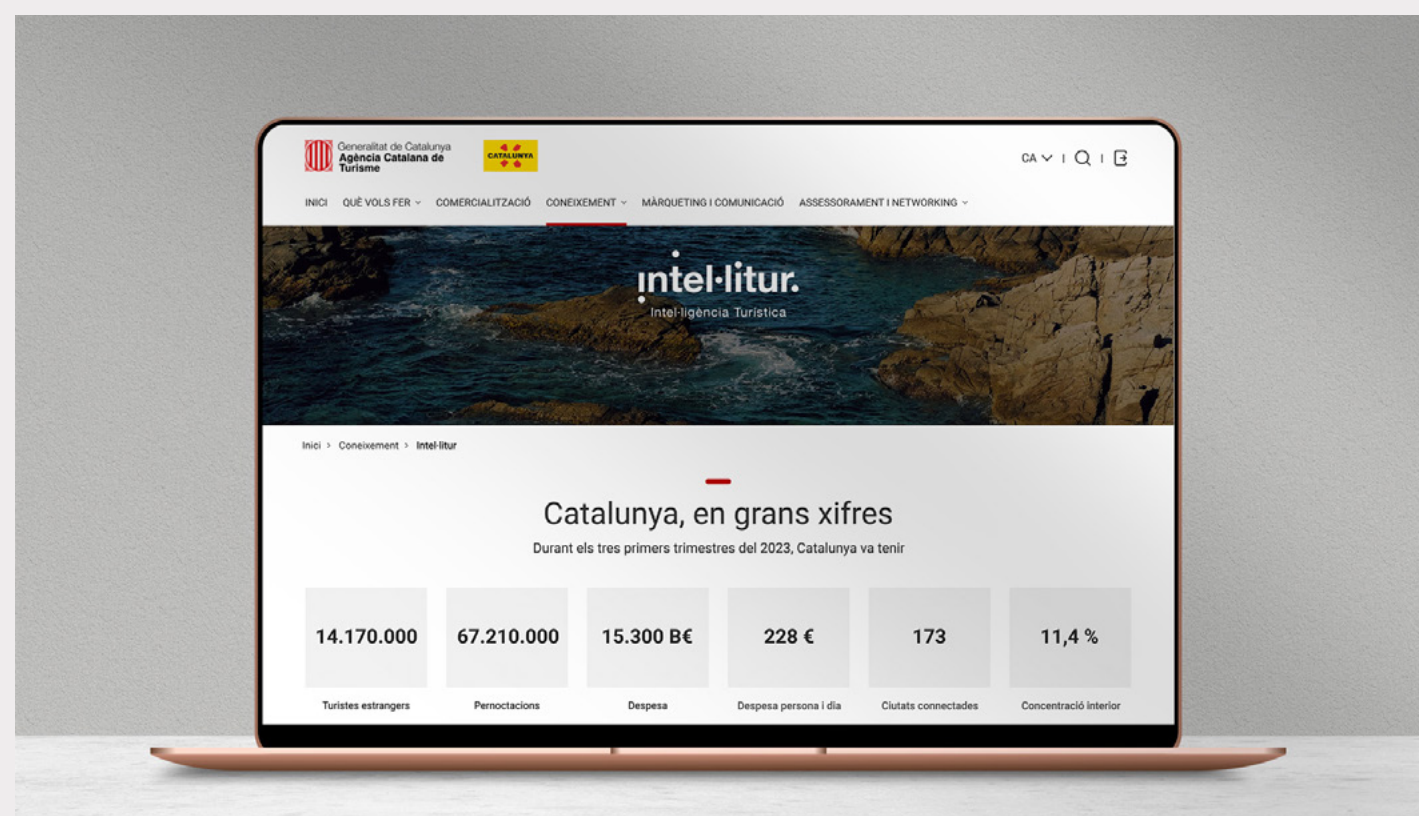 Generalitat de Catalunya
Agència Catalana de
Turisme
CATALUNYA
CA
INICI QUÈ VOLS FER COMERCIALITZACIÓ CONEIXEMENT MÀRQUETING I COMUNICACIÓ ASSESSORAMENT I NETWORKING
intel·litur.
Intel·ligència Turística
Inici > Coneixement > Intel·litur
Catalunya, en grans xifres
Durant els tres primers trimestres del 2023, Catalunya va tenir
14.170.000 67.210.000 15.300 B€ 228 € 173 11,4 %
Turistes estrangers Pernoctacions Despesa Despesa persona i dia Ciutats connectades Concentració interior